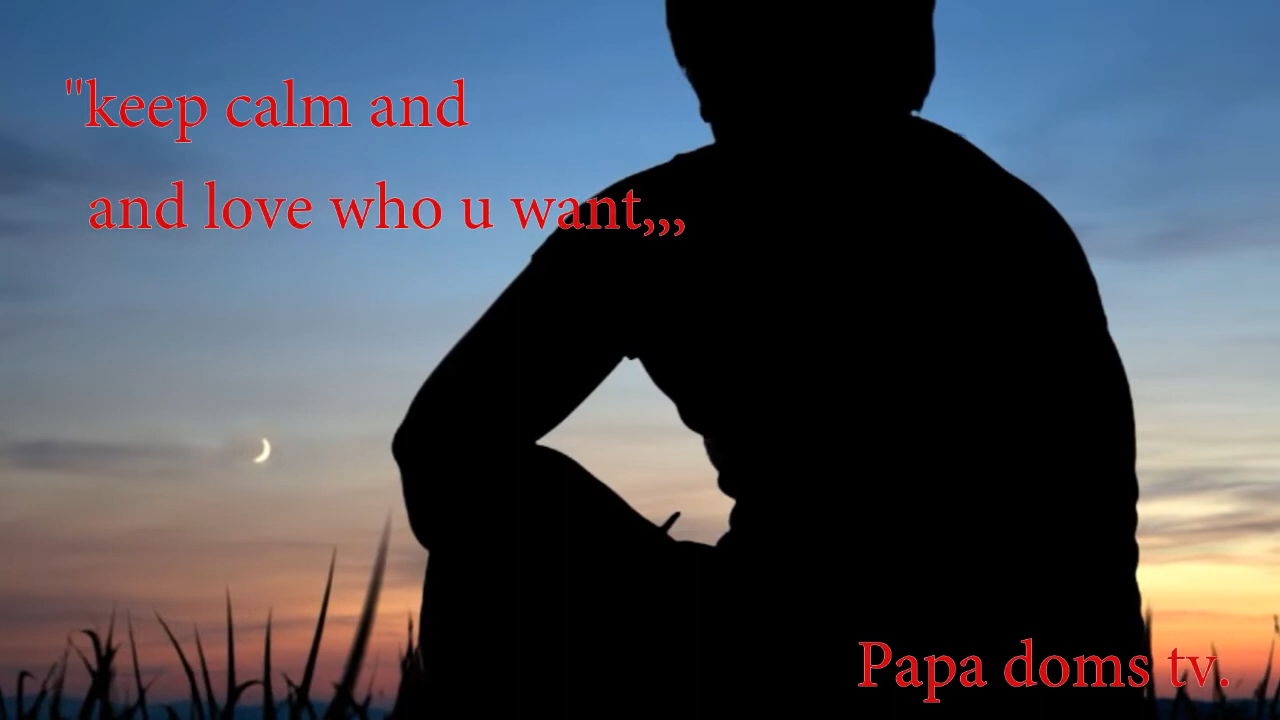 "keep calm and
and love who u want,,,
Papa doms tv.